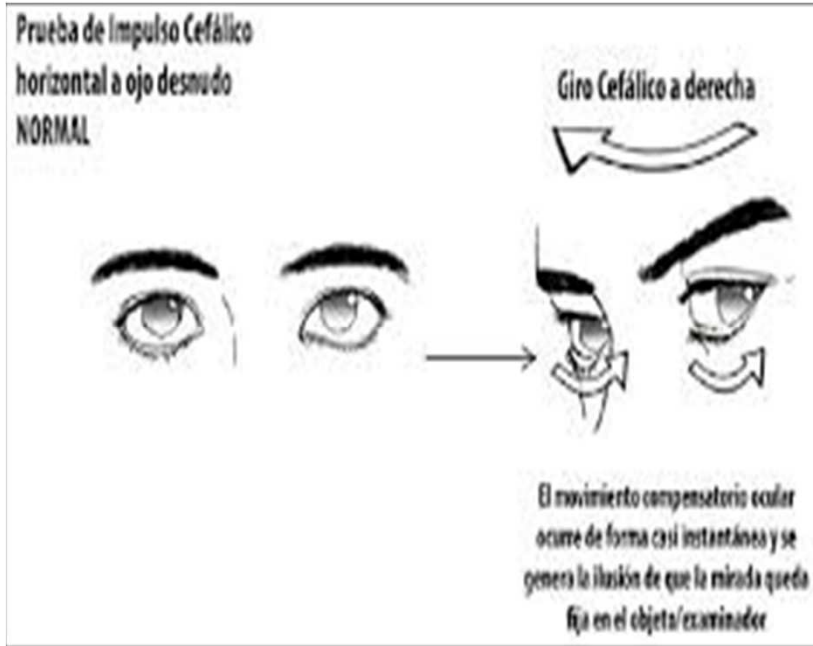 Prueba de Impulso Cefálico
horizontal a ojo desnudo
NORMAL
Giro Cefálico a derecha
El movimiento compensatorio ocular
ocurre de forma casi instantánea y se
genera la ilusión de que la mirada queda
fija en el objeto/examinador